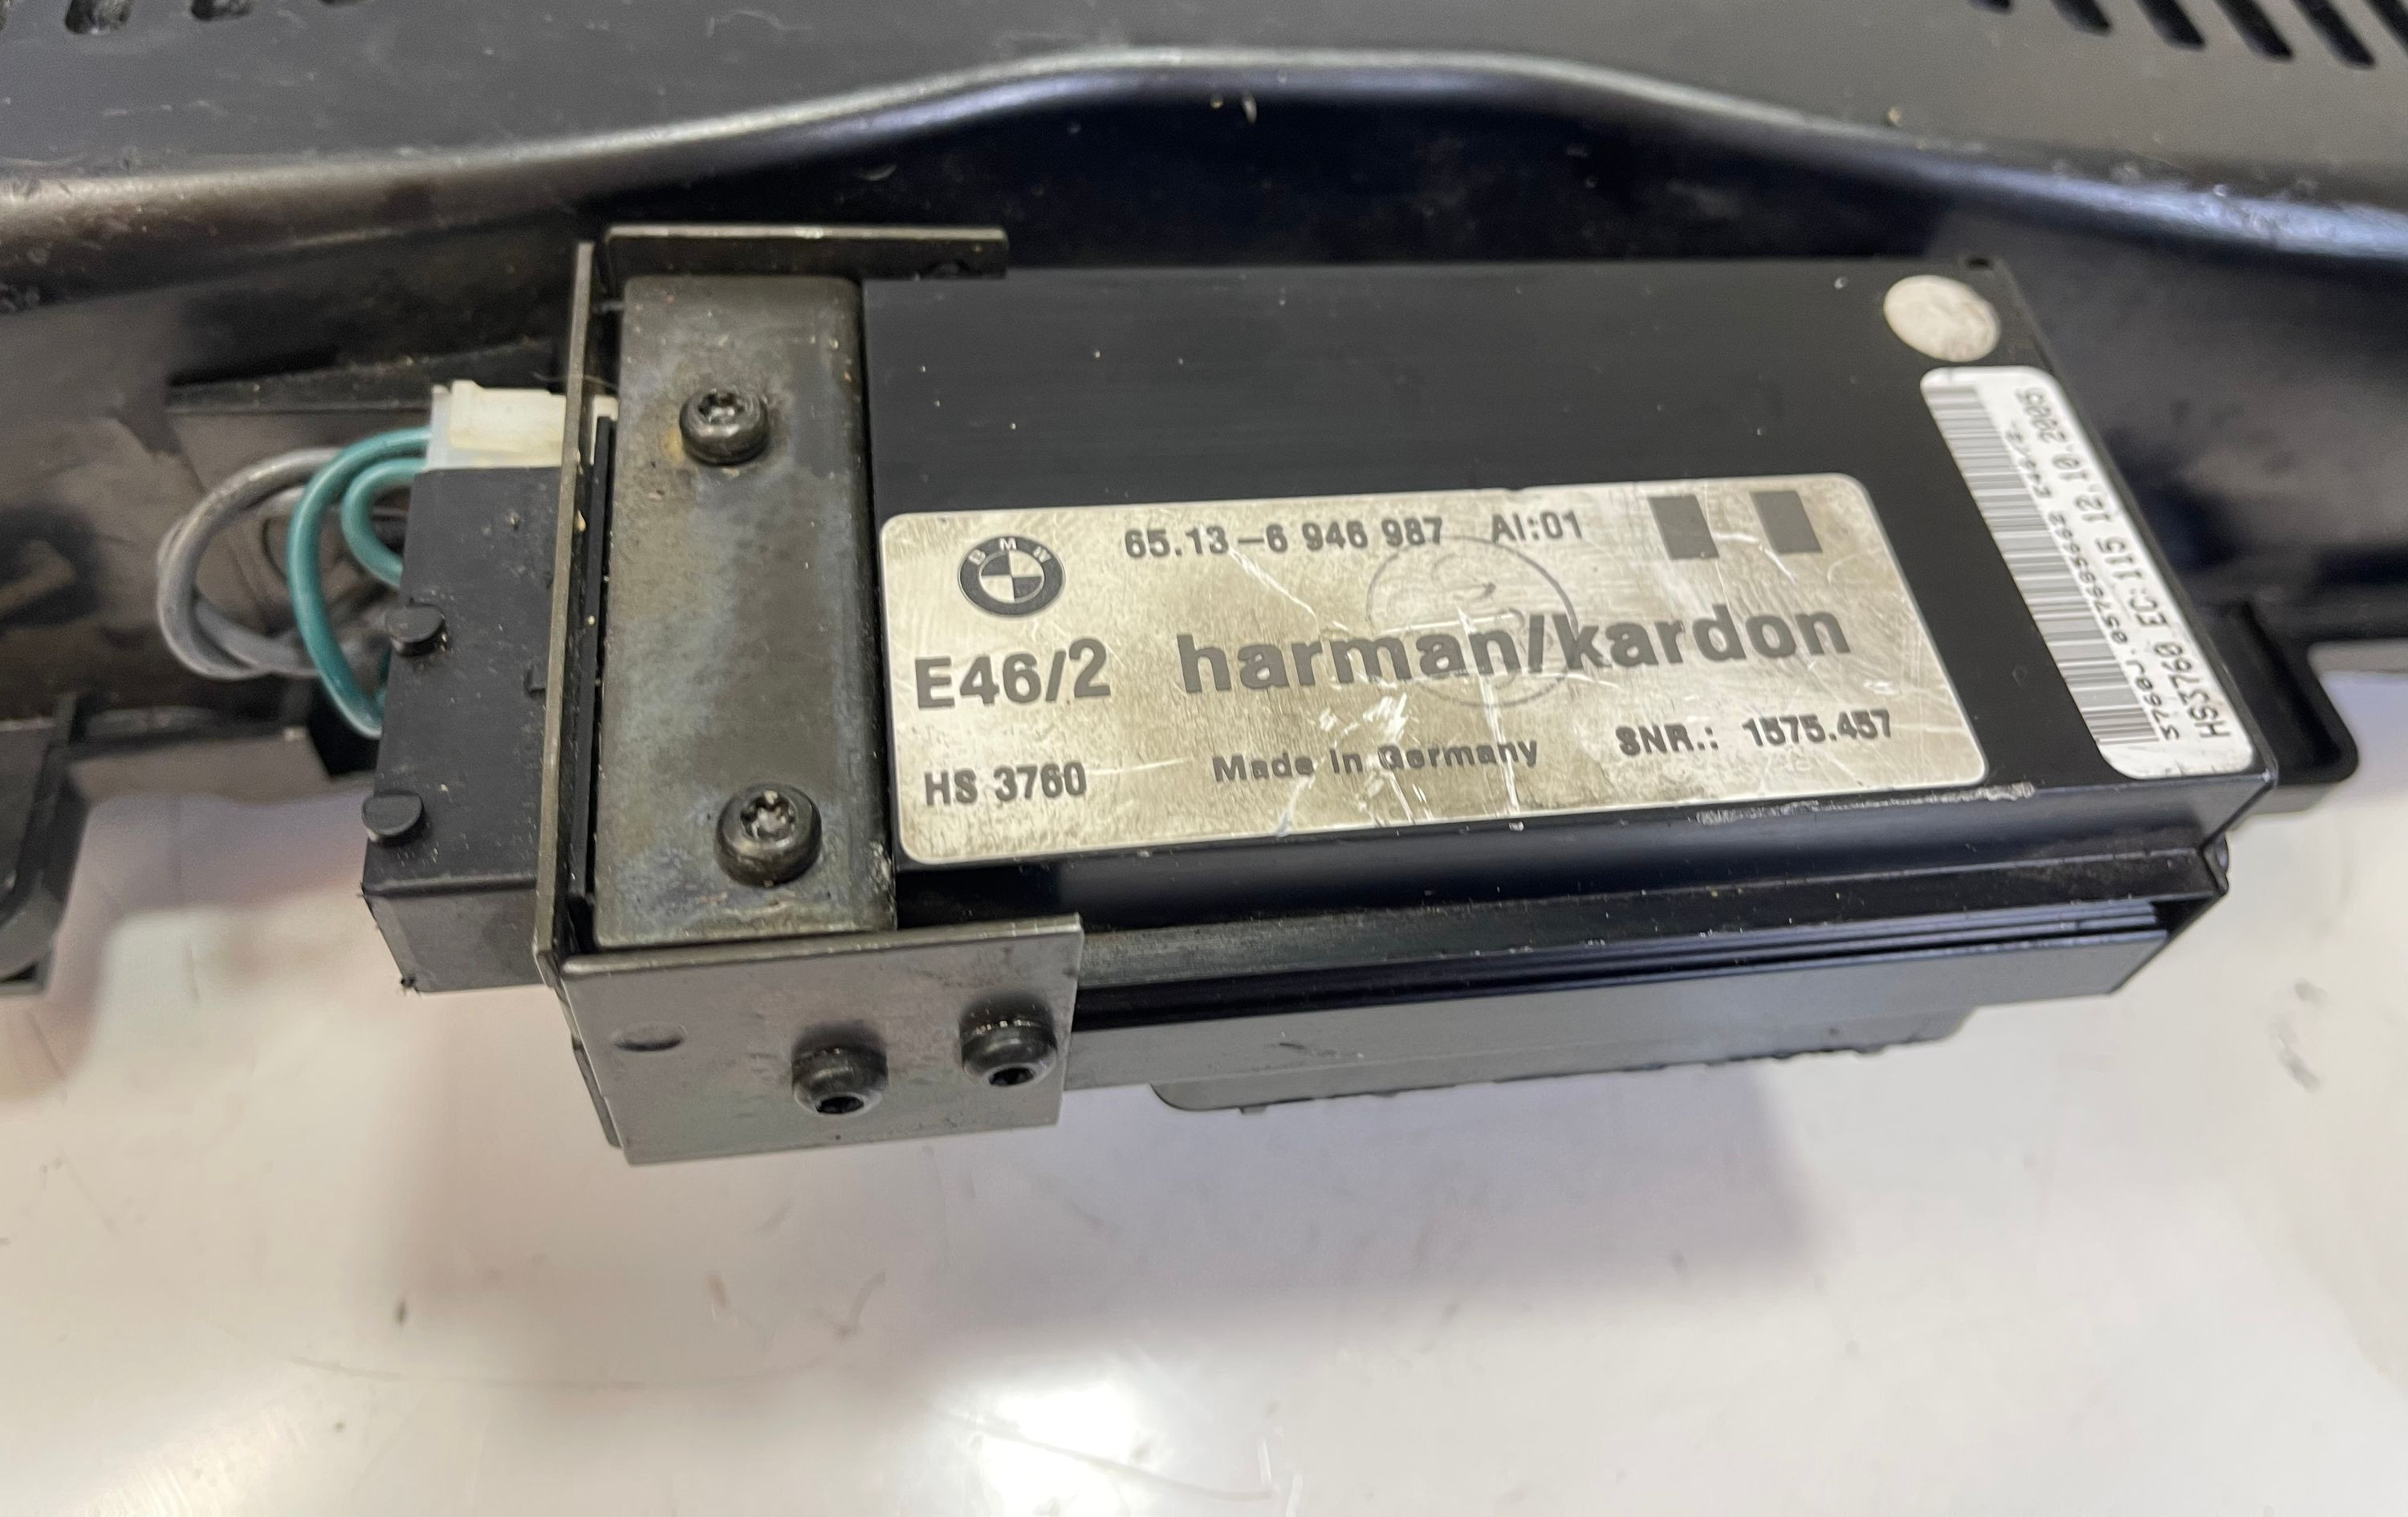 BMW
65.13-6 946 987 AI:01
E46/2 harman/kardon
HS 3760 Made in Germany SNR.: 1575.457
HS3760 EC:115 12.10.2005